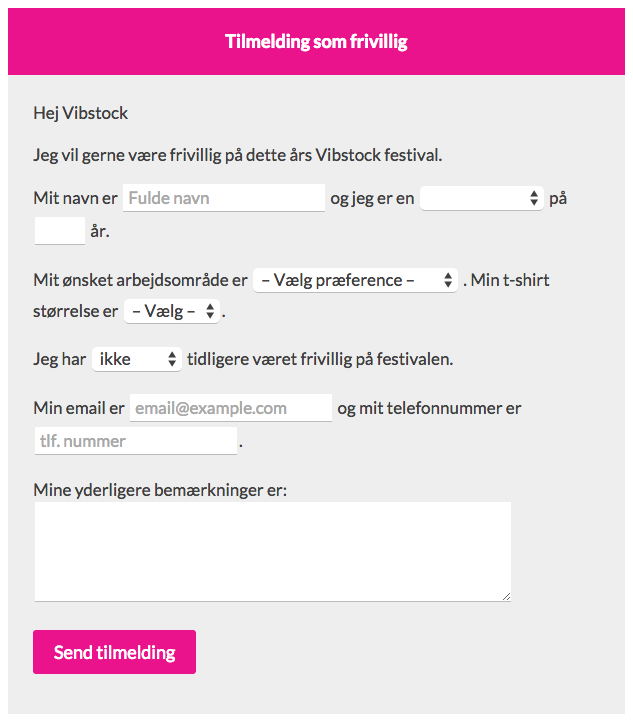 Tilmelding som frivillig
Hej Vibstock
Jeg vil gerne være frivillig på dette års Vibstock festival.
Mit navn er Fulde navn og jeg er en på
år.
Mit ønsket arbejdsområde er – Vælg præference – . Min t-shirt
størrelse er – Vælg – .
Jeg har ikke tidligere været frivillig på festivalen.
Min email er email@example.com og mit telefonnummer er
tlf. nummer .
Mine yderligere bemærkninger er:
Send tilmelding